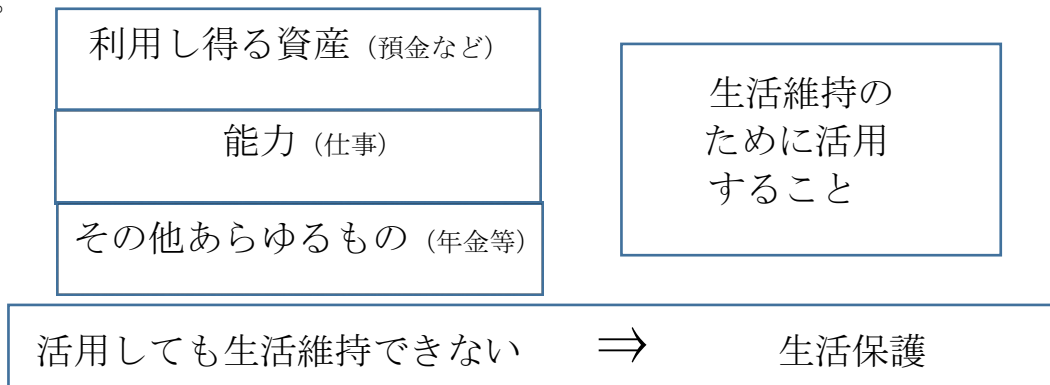 。
利用し得る資産（預金など）
能力（仕事）
その他あらゆるもの（年金等）
生活維持の
ために活用
すること
活用しても生活維持できない ⇒ 生活保護